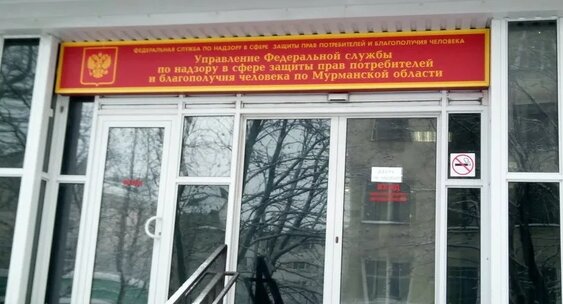 ФЕДЕРАЛЬНАЯ СЛУЖБА ПО НАДЗОРУ В СФЕРЕ ЗАЩИТЫ ПРАВ ПОТРЕБИТЕЛЕЙ И БЛАГОПОЛУЧИЯ ЧЕЛОВЕКА
Управление Федеральной службы
по надзору в сфере защиты прав потребителей
и благополучия человека по Мурманской области
ВХОД